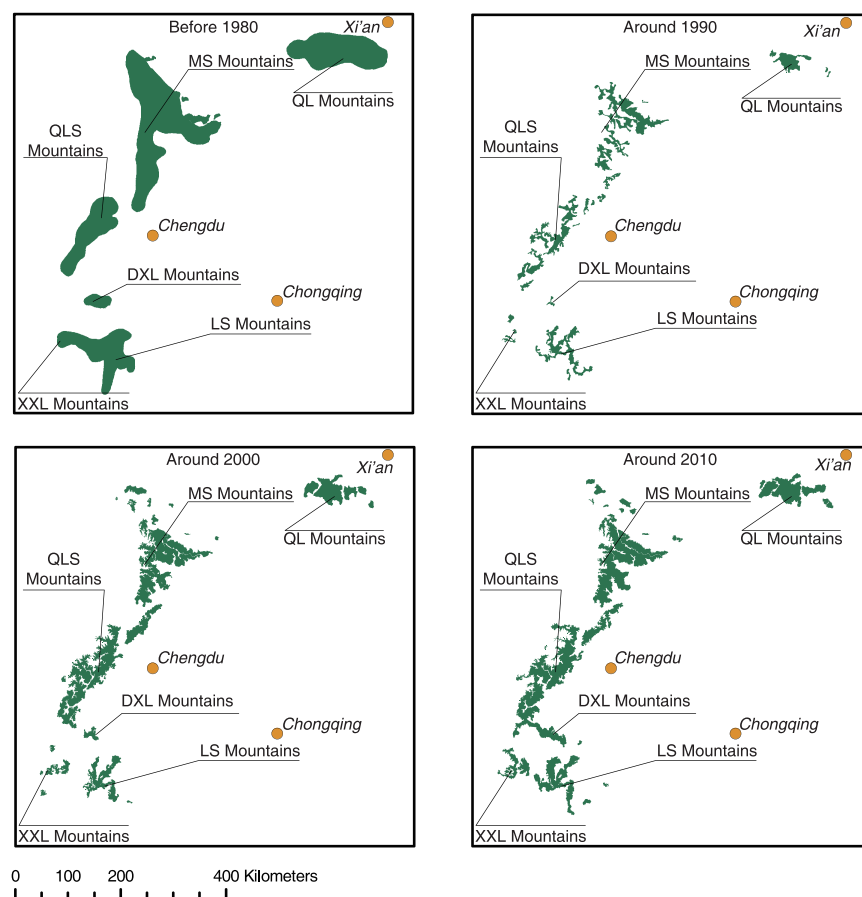 Before 1980
Xi'an
MS Mountains
QL Mountains
QLS
Mountains
Chengdu
DXL Mountains
Chongqing
LS Mountains
XXL Mountains
Around 1990
Xi'an
MS Mountains
QL Mountains
QLS
Mountains
Chengdu
DXL Mountains
Chongqing
LS Mountains
XXL Mountains
Around 2000
Xi'an
MS Mountains
QL Mountains
QLS
Mountains
Chengdu
DXL Mountains
Chongqing
LS Mountains
XXL Mountains
Around 2010
Xi'an
MS Mountains
QL Mountains
QLS
Mountains
Chengdu
DXL Mountains
Chongqing
LS Mountains
XXL Mountains
0 100 200 400 Kilometers